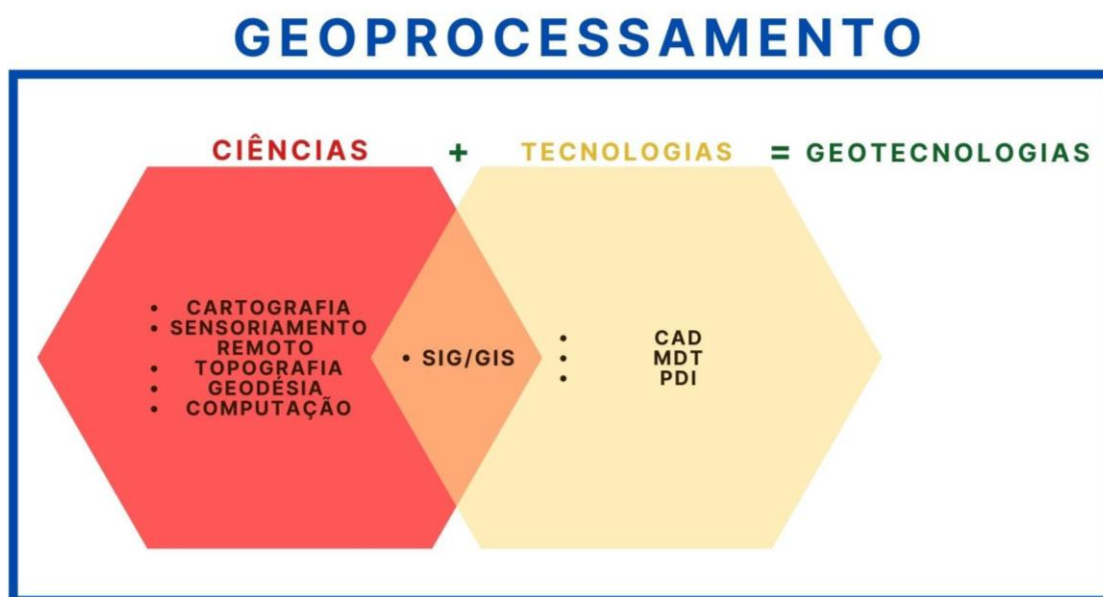 GEOPROCESSAMENTO
CIÊNCIAS + TECNOLOGIAS = GEOTECNOLOGIAS
• CARTOGRAFIA
• SENSORIAMENTO
REMOTO
• TOPOGRAFIA
• GEODÉSIA
• COMPUTAÇÃO
• SIG/GIS
• CAD
• MDT
• PDI